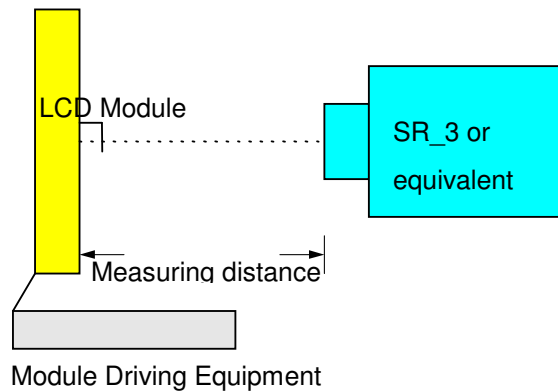 LCD Module
SR_3 or
equivalent
Measuring distance
Module Driving Equipment